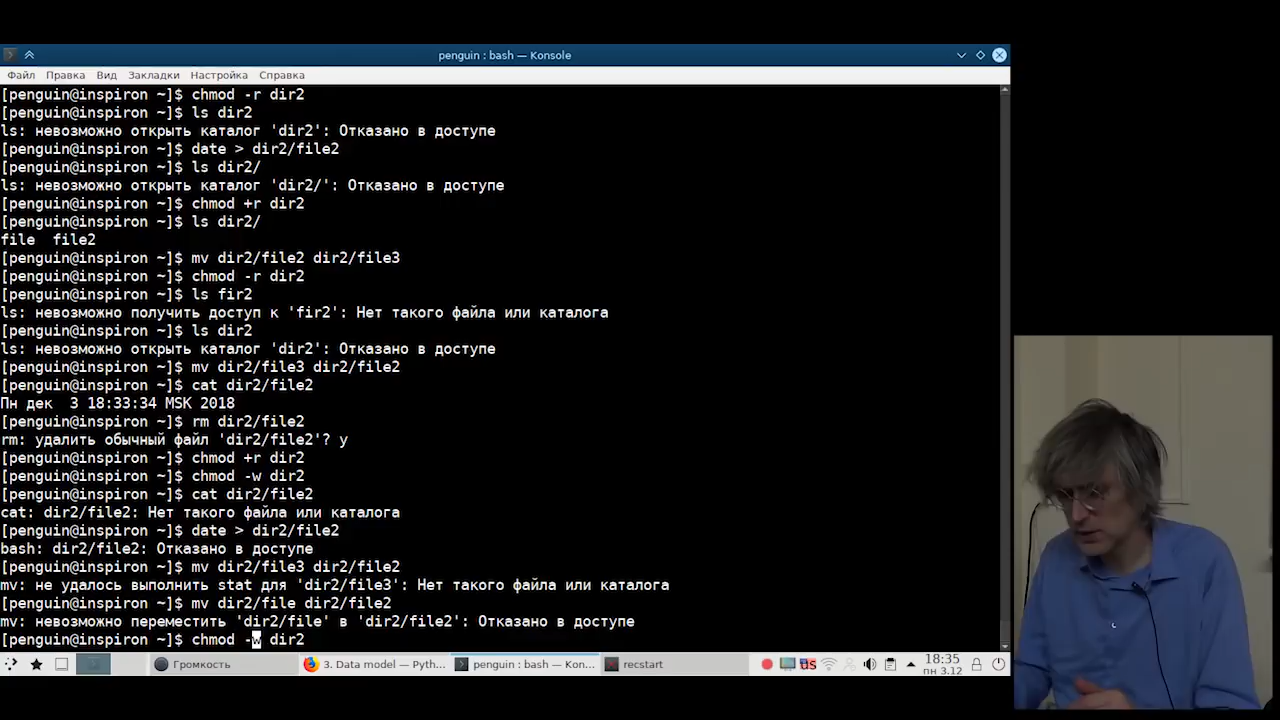 penguin : bash — Konsole
Файл Правка Вид Закладки Настройка Справка
[penguin@inspiron ~]$ chmod -r dir2
[penguin@inspiron ~]$ ls dir2
ls: невозможно открыть каталог 'dir2': Отказано в доступе
[penguin@inspiron ~]$ date > dir2/file2
[penguin@inspiron ~]$ ls dir2/
ls: невозможно открыть каталог 'dir2/': Отказано в доступе
[penguin@inspiron ~]$ chmod +r dir2
[penguin@inspiron ~]$ ls dir2/
file  file2
[penguin@inspiron ~]$ mv dir2/file2 dir2/file3
[penguin@inspiron ~]$ chmod -r dir2
[penguin@inspiron ~]$ ls fir2
ls: невозможно получить доступ к 'fir2': Нет такого файла или каталога
[penguin@inspiron ~]$ ls dir2
ls: невозможно открыть каталог 'dir2': Отказано в доступе
[penguin@inspiron ~]$ mv dir2/file3 dir2/file2
[penguin@inspiron ~]$ cat dir2/file2
Пн дек  3 18:33:34 MSK 2018
[penguin@inspiron ~]$ rm dir2/file2
rm: удалить обычный файл 'dir2/file2'? y
[penguin@inspiron ~]$ chmod +r dir2
[penguin@inspiron ~]$ chmod -w dir2
[penguin@inspiron ~]$ cat dir2/file2
cat: dir2/file2: Нет такого файла или каталога
[penguin@inspiron ~]$ date > dir2/file2
bash: dir2/file2: Отказано в доступе
[penguin@inspiron ~]$ mv dir2/file3 dir2/file2
mv: не удалось выполнить stat для 'dir2/file3': Нет такого файла или каталога
[penguin@inspiron ~]$ mv dir2/file dir2/file2
mv: невозможно переместить 'dir2/file' в 'dir2/file2': Отказано в доступе
[penguin@inspiron ~]$ chmod -w dir2
Громкость
3. Data model — Pyth...
penguin : bash — Kon...
recstart
US
18:35
пн 3.12